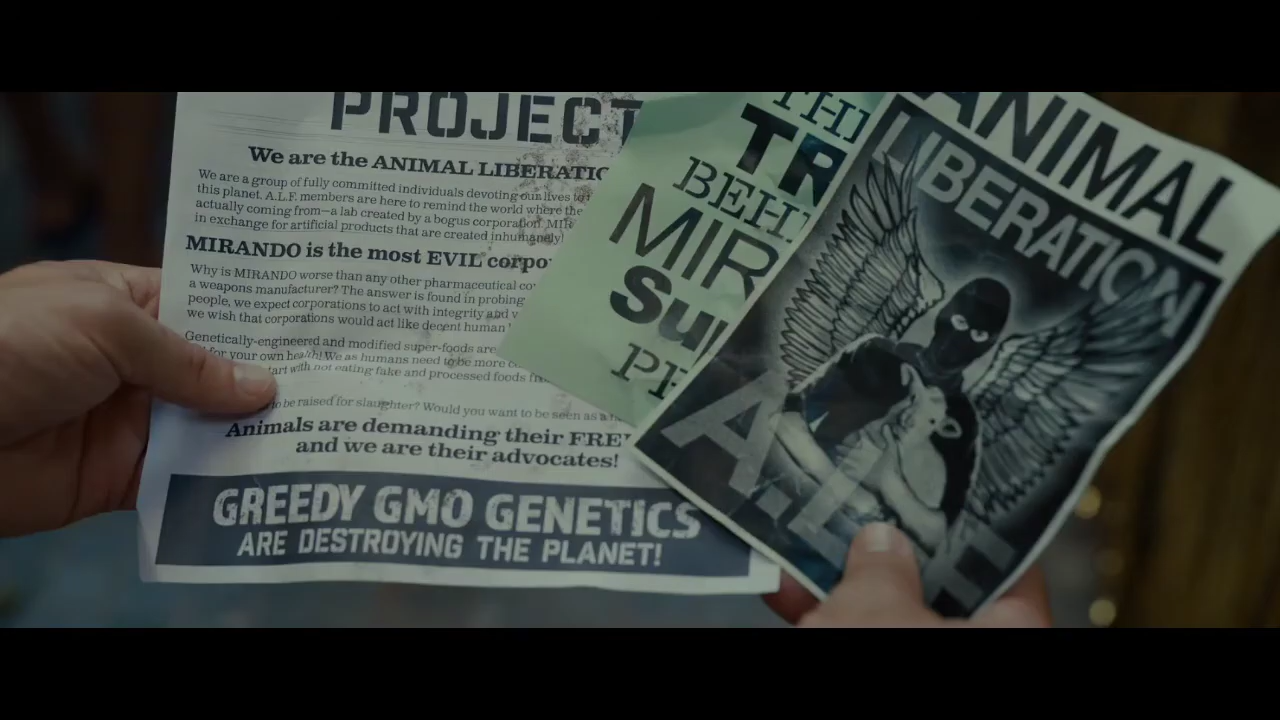 PROJECT
We are the ANIMAL LIBERATIO
We are a group of fully committed individuals devoting our lives to
this planet. A.L.F. members are here to remind the world where the
actually coming from—a lab created by a bogus corporation. MIR
in exchange for artificial products that are created inhumanely!
MIRANDO is the most EVIL corpo
Why is MIRANDO worse than any other pharmaceutical co
a weapons manufacturer? The answer is found in probing
people, we expect corporations to act with integrity and
we wish that corporations would act like decent human
Genetically-engineered and modified super-foods are
for your own health! We as humans need to be more
start with not eating fake and processed foods
to be raised for slaughter? Would you want to be seen as a
Animals are demanding their FREE
and we are their advocates!
GREEDY GMO GENETICS
ARE DESTROYING THE PLANET!
THE
TR
BEHI
MIR
Su
PR
ANIMAL
LIBERATION
A.L.F